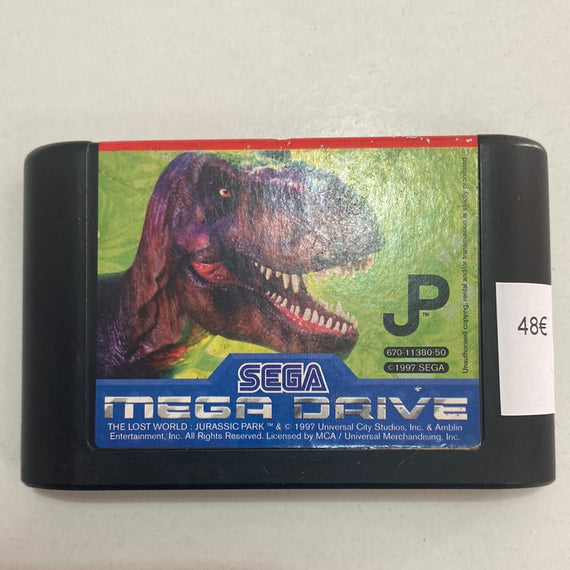 Unauthorised copying, rental and/or transmission is strictly prohibited
JP™
670-11380-50
© 1997 SEGA
48€
SEGA
MEGA DRIVE
THE LOST WORLD : JURASSIC PARK ™ & © 1997 Universal City Studios, Inc. & Amblin
Entertainment, Inc. All Rights Reserved. Licensed by MCA / Universal Merchandising, Inc.